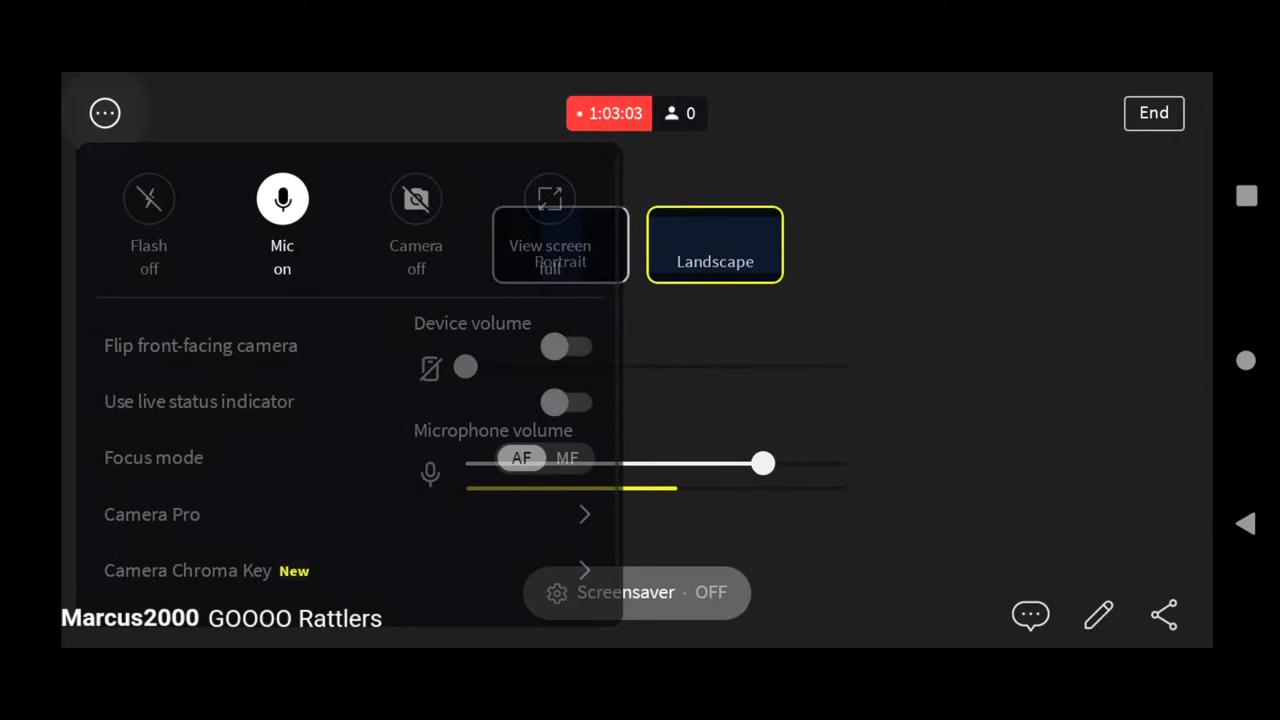 1:03:03 0
End
Flash off
Mic on
Camera off
View screen full
Portrait
Landscape
Device volume
Flip front-facing camera
Use live status indicator
Microphone volume
Focus mode
AF MF
Camera Pro
Camera Chroma Key New
Screensaver · OFF
Marcus2000 GOOOO Rattlers